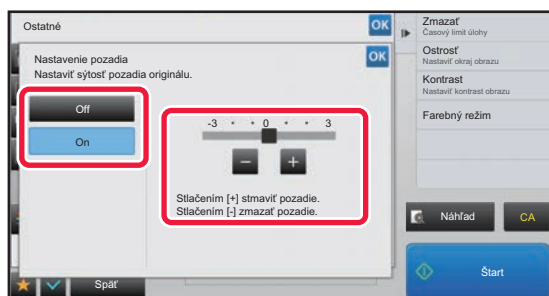 Ostatné
OK
Nastavenie pozadia
Nastaviť sýtosť pozadia originálu.
OK
Off
On
-3 0 3
− +
Stlačením [+] stmaviť pozadie.
Stlačením [-] zmazať pozadie.
Späť
Zmazať
Časový limit úlohy
Ostrosť
Nastaviť okraj obrazu
Kontrast
Nastaviť kontrast obrazu
Farebný režim
Náhľad
CA
Štart